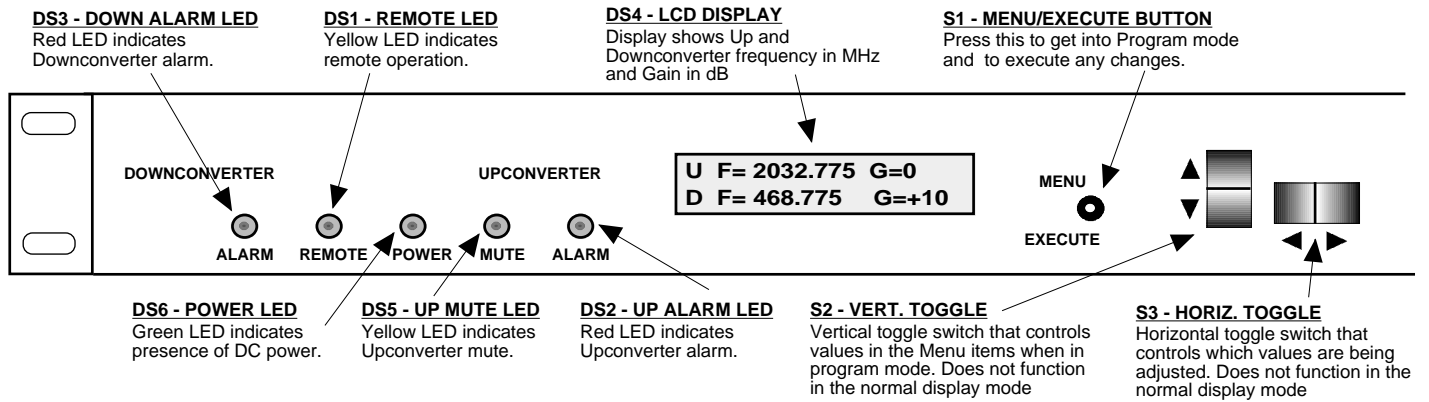 DS3 - DOWN ALARM LED
Red LED indicates
Downconverter alarm.
DS1 - REMOTE LED
Yellow LED indicates
remote operation.
DS4 - LCD DISPLAY
Display shows Up and
Downconverter frequency in MHz
and Gain in dB
S1 - MENU/EXECUTE BUTTON
Press this to get into Program mode
and to execute any changes.
DOWNCONVERTER
UPCONVERTER
U F= 2032.775 G=0
D F= 468.775 G=+10
MENU
EXECUTE
ALARM
REMOTE
POWER
MUTE
ALARM
DS6 - POWER LED
Green LED indicates
presence of DC power.
DS5 - UP MUTE LED
Yellow LED indicates
Upconverter mute.
DS2 - UP ALARM LED
Red LED indicates
Upconverter alarm.
S2 - VERT. TOGGLE
Vertical toggle switch that controls
values in the Menu items when in
program mode. Does not function
in the normal display mode
S3 - HORIZ. TOGGLE
Horizontal toggle switch that
controls which values are being
adjusted. Does not function in the
normal display mode